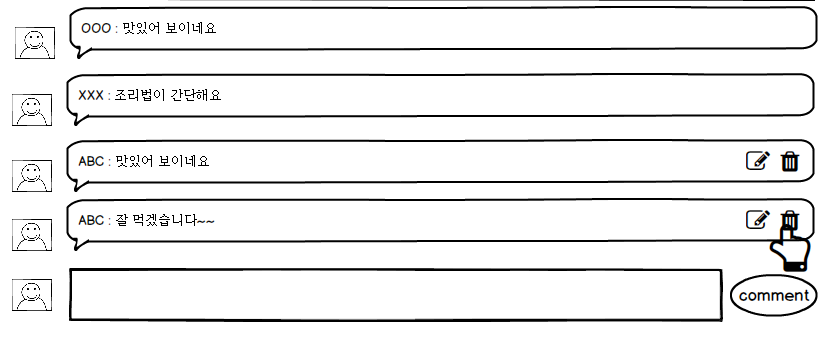 OOO : 맛있어 보이네요
XXX : 조리법이 간단해요
ABC : 맛있어 보이네요
ABC : 잘 먹겠습니다~~
comment